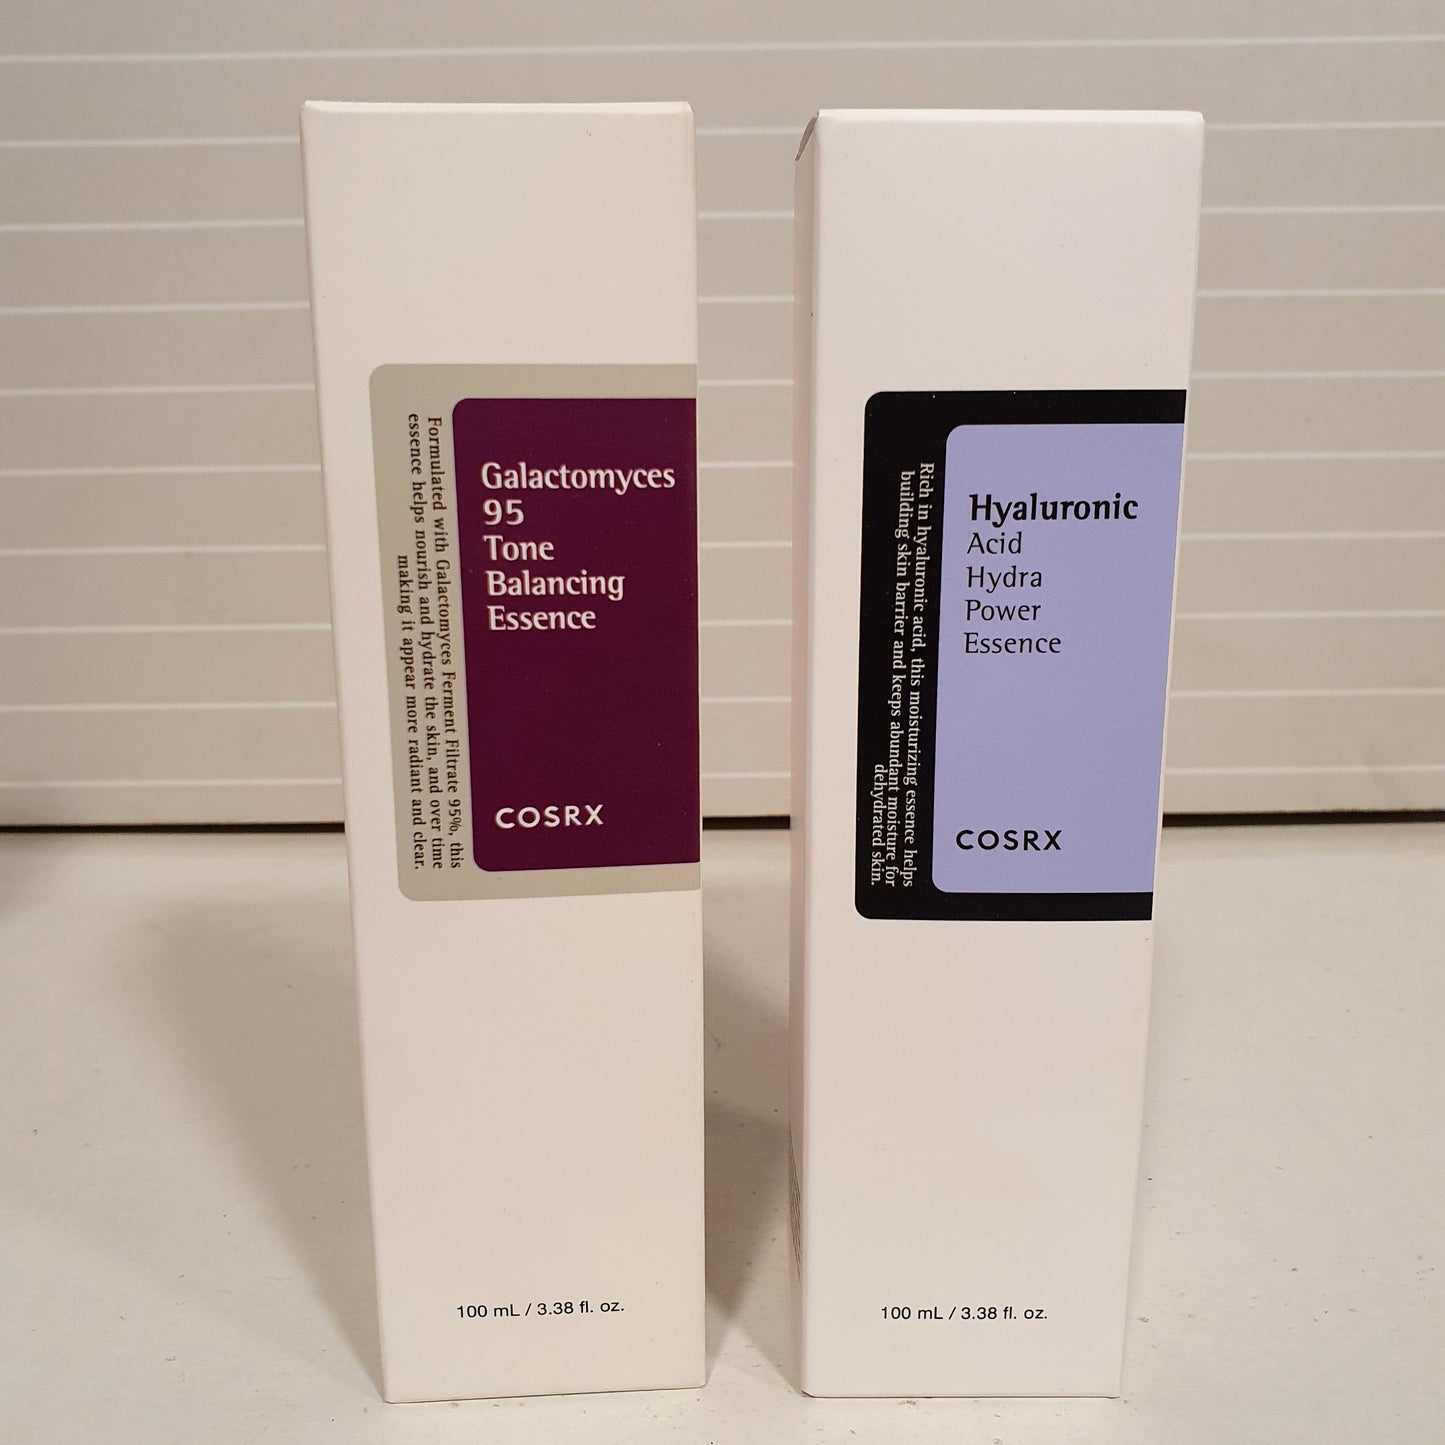 Galactomyces
95
Tone
Balancing
Essence
COSRX
Formulated with Galactomyces Ferment Filtrate 95%, this
essence helps nourish and hydrate the skin, and over time
making it appear more radiant and clear.
100 mL / 3.38 fl. oz.
Hyaluronic
Acid
Hydra
Power
Essence
COSRX
Rich in hyaluronic acid, this moisturizing essence helps
building skin barrier and keeps abundant moisture for
dehydrated skin.
100 mL / 3.38 fl. oz.